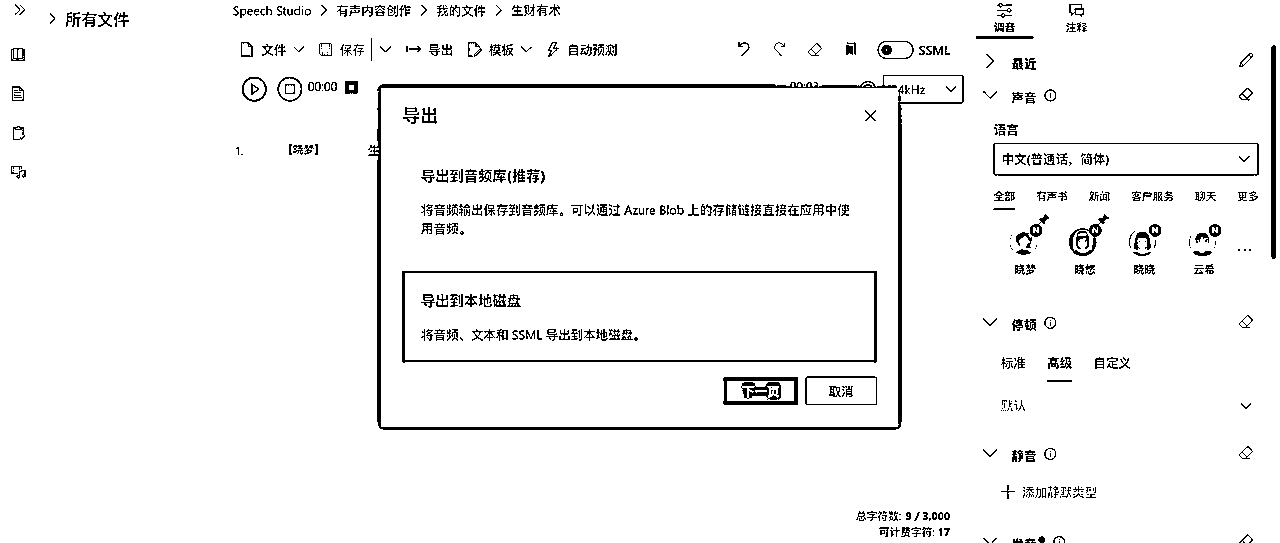 Speech Studio > 有声内容创作 > 我的文件 > 生财有术
所有文件
文件 保存 导出 模板 自动预测 SSML
00:00
4kHz
1. 【晓梦】
导出
导出到音频库(推荐)
将音频输出保存到音频库。可以通过 Azure Blob 上的存储链接直接在应用中使
用音频。
导出到本地磁盘
将音频、文本和 SSML 导出到本地磁盘。
下一页 取消
总字符数: 9 / 3,000
可计费字符: 17
调音 注释
最近
声音
语言
中文(普通话，简体)
全部 有声书 新闻 客户服务 聊天 更多
晓梦 晓悠 晓晓 云希 ...
停顿
标准 高级 自定义
默认
静音
添加静默类型